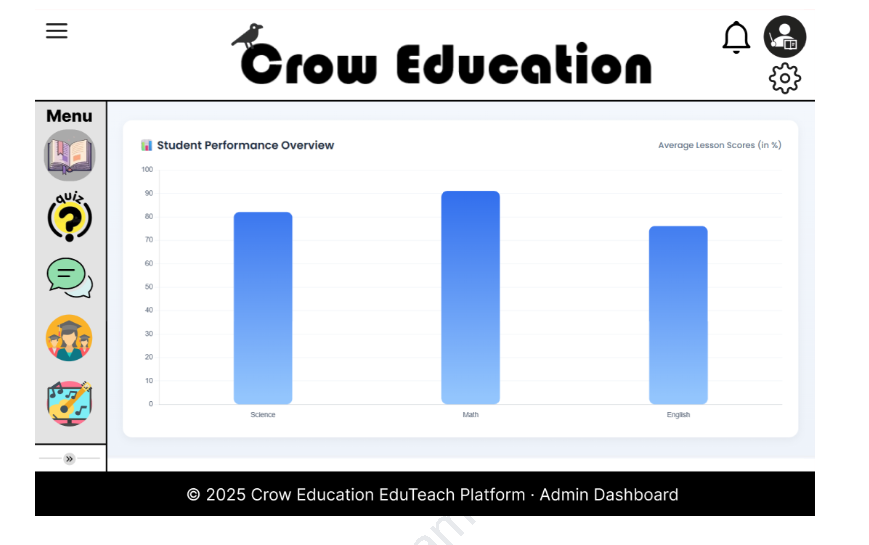 Crow Education
Menu
quiz
Student Performance Overview
Average Lesson Scores (in %)
100
90
80
70
60
50
40
30
20
10
0
Science
Math
English
© 2025 Crow Education EduTeach Platform · Admin Dashboard